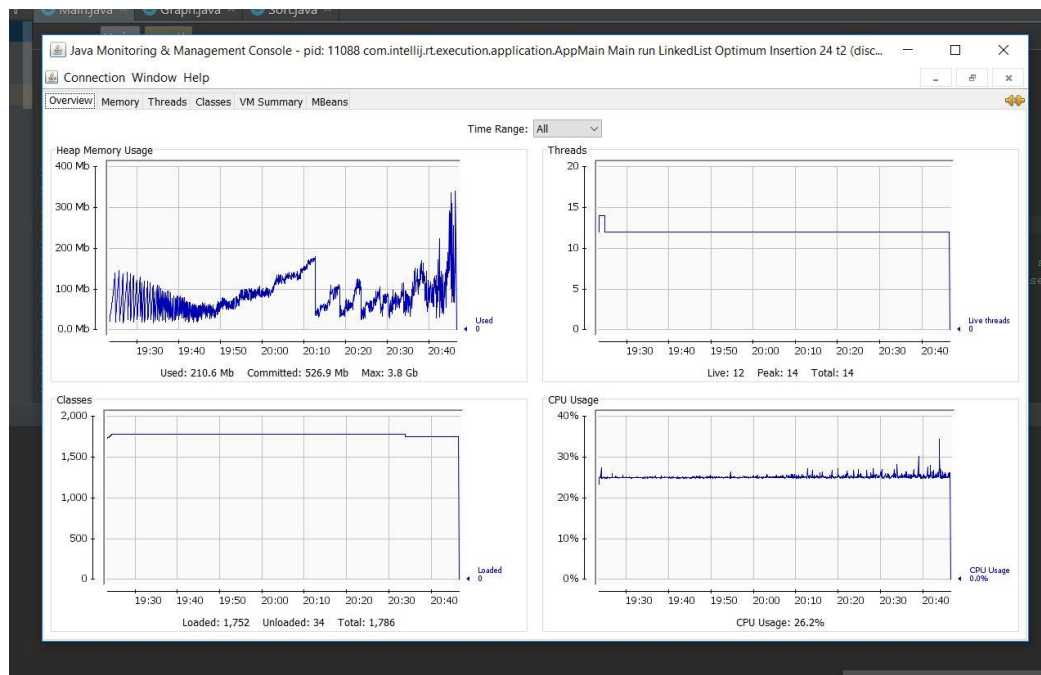 Main.java Graph.java Sort.java
Java Monitoring & Management Console - pid: 11088 com.intellij.rt.execution.application.AppMain Main run LinkedList Optimum Insertion 24 t2 (disc...
Connection Window Help
Overview Memory Threads Classes VM Summary MBeans
Time Range: All
Heap Memory Usage
400 Mb
300 Mb
200 Mb
100 Mb
0.0 Mb
Used
0
19:30 19:40 19:50 20:00 20:10 20:20 20:30 20:40
Used: 210.6 Mb Committed: 526.9 Mb Max: 3.8 Gb
Threads
20
15
10
5
0
Live threads
0
19:30 19:40 19:50 20:00 20:10 20:20 20:30 20:40
Live: 12 Peak: 14 Total: 14
Classes
2,000
1,500
1,000
500
0
Loaded
0
19:30 19:40 19:50 20:00 20:10 20:20 20:30 20:40
Loaded: 1,752 Unloaded: 34 Total: 1,786
CPU Usage
40%
30%
20%
10%
0%
CPU Usage
0.0%
19:30 19:40 19:50 20:00 20:10 20:20 20:30 20:40
CPU Usage: 26.2%